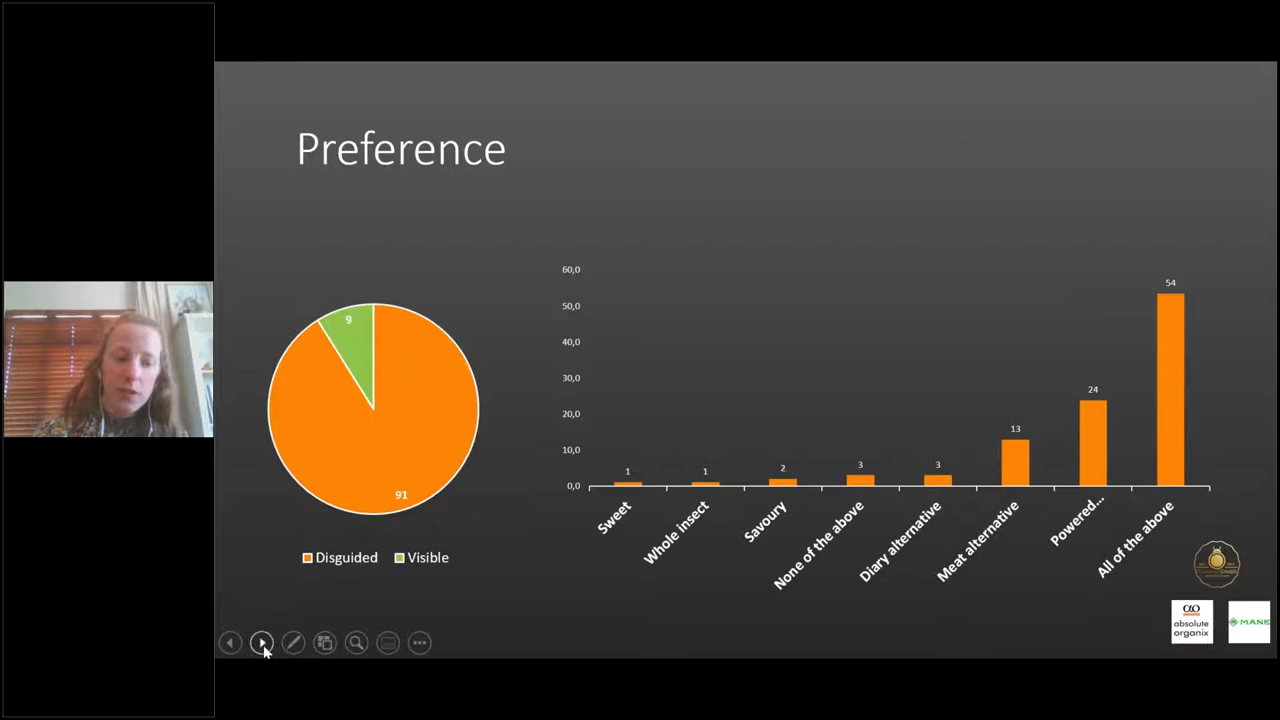 Preference
60,0
50,0
40,0
30,0
20,0
10,0
0,0
1
1
2
3
3
13
24
54
Sweet
Whole insect
Savoury
None of the above
Diary alternative
Meat alternative
Powered...
All of the above
9
91
Disguided
Visible
absolute
organix
MANE